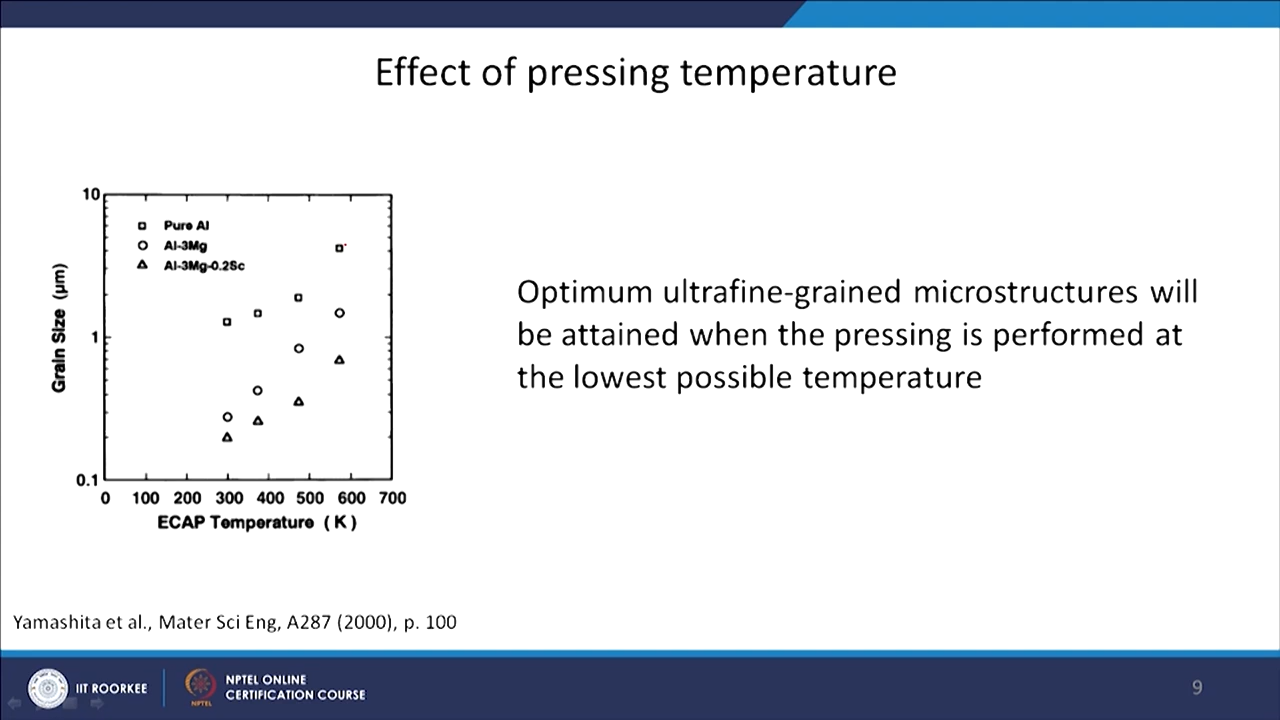 Effect of pressing temperature
10
Pure Al
Al-3Mg
Al-3Mg-0.2Sc
Grain Size (μm)
1
0.1
0 100 200 300 400 500 600 700
ECAP Temperature (K)
Optimum ultrafine-grained microstructures will
be attained when the pressing is performed at
the lowest possible temperature
Yamashita et al., Mater Sci Eng, A287 (2000), p. 100
IIT ROORKEE
NPTEL
NPTEL ONLINE
CERTIFICATION COURSE
9